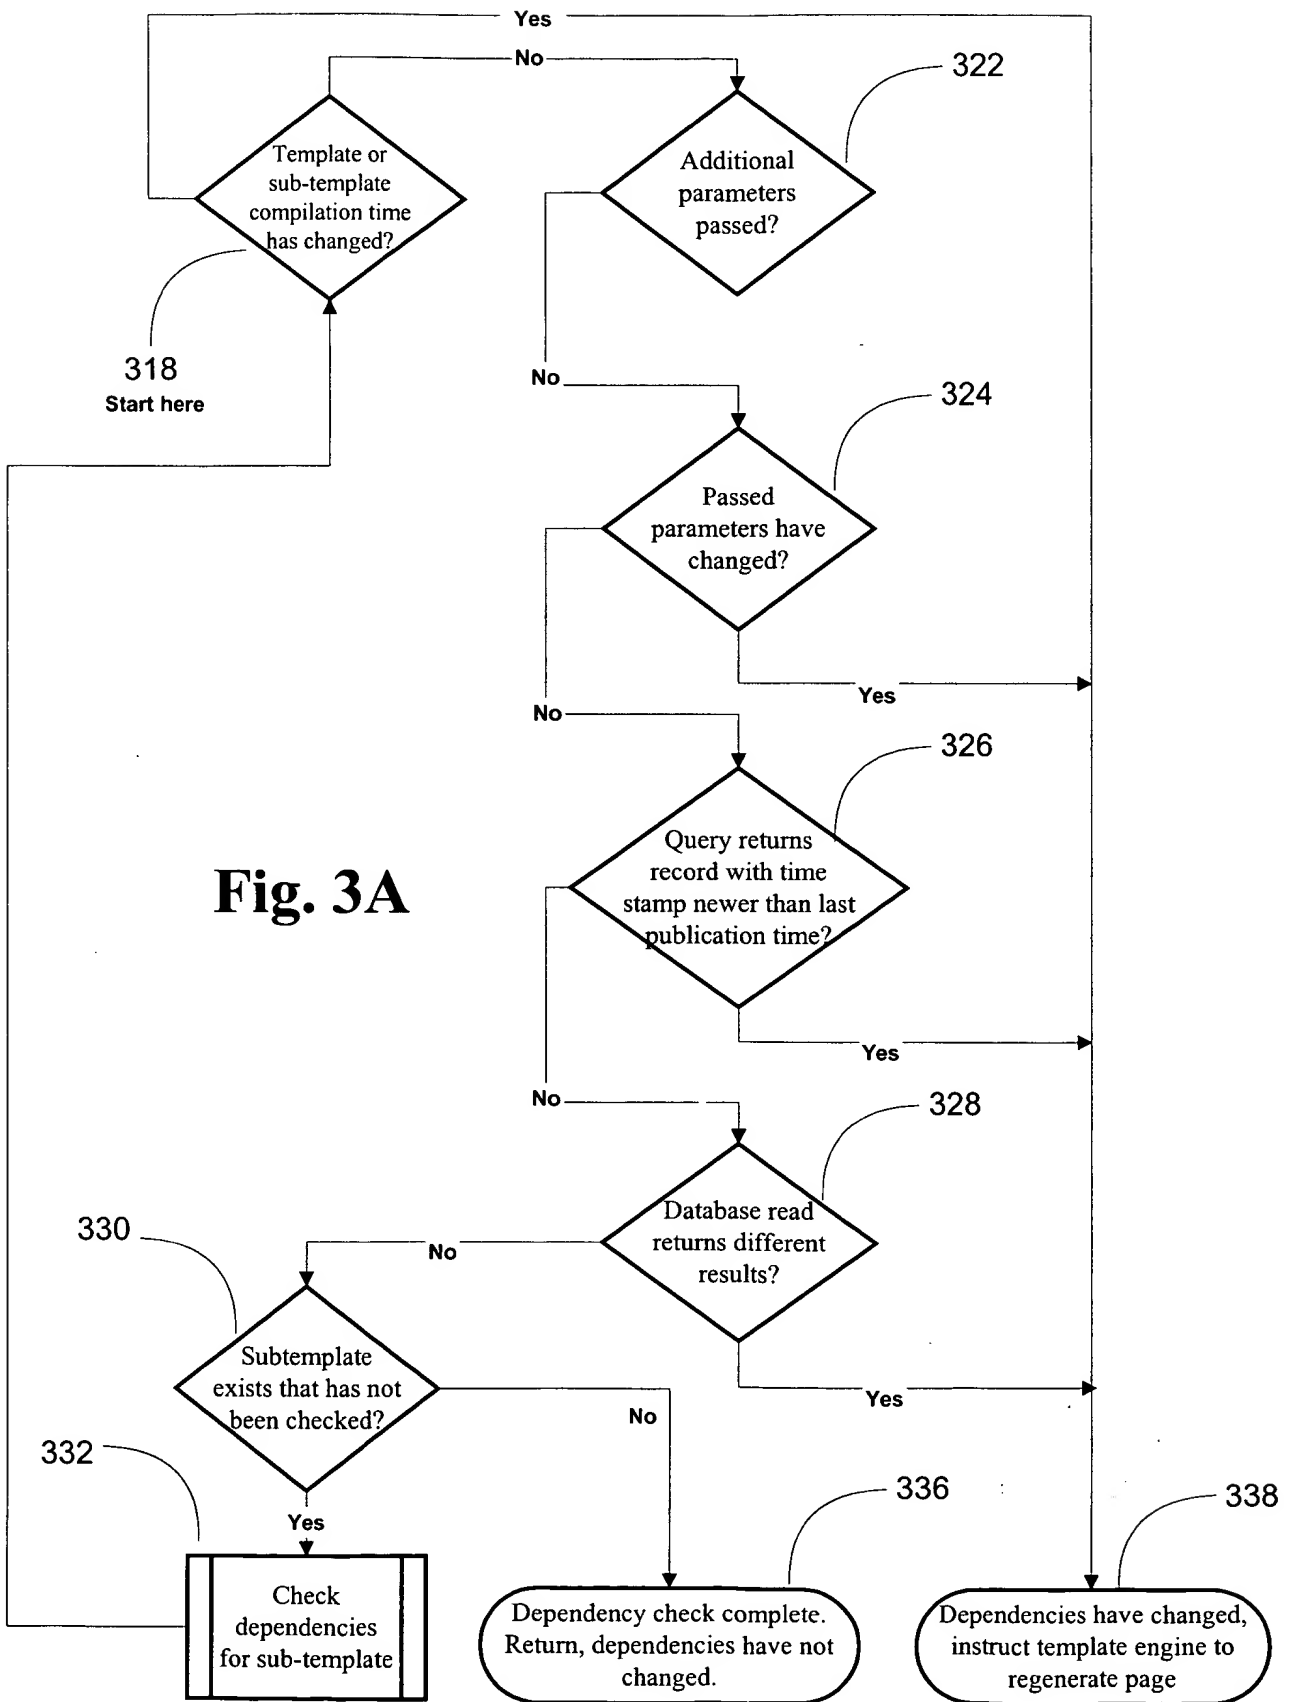 Yes
No
322
Template or
sub-template
compilation time
has changed?
Additional
parameters
passed?
318
Start here
No
324
Passed
parameters have
changed?
Yes
No
326
Query returns
record with time
stamp newer than last
publication time?
Fig. 3A
Yes
No
328
Database read
returns different
results?
330
No
Subtemplate
exists that has not
been checked?
Yes
No
332
336
338
Yes
Check
dependencies
for sub-template
Dependency check complete.
Return, dependencies have not
changed.
Dependencies have changed,
instruct template engine to
regenerate page